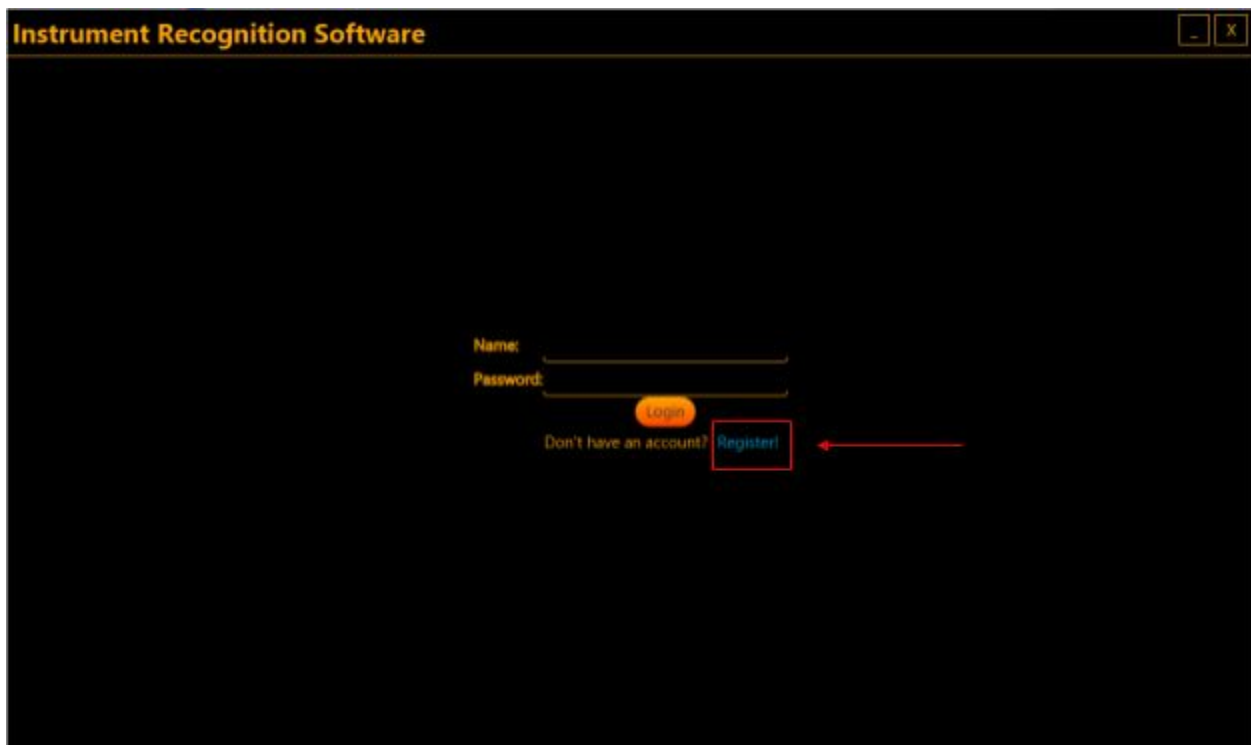 Instrument Recognition Software
_ X
Name:
Password:
Login
Don't have an account? Register!